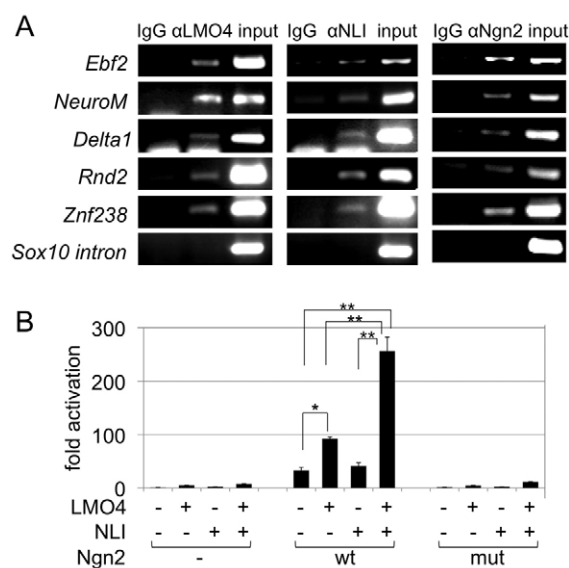 A
IgG αLMO4 input IgG αNLI input IgG αNgn2 input
Ebf2
NeuroM
Delta1
Rnd2
Znf238
Sox10 intron
B
** 
**
**
*
300
200
100
0
fold activation
LMO4 - + - + - + - + - + - +
NLI - - + + - - + + - - + +
Ngn2 - wt mut